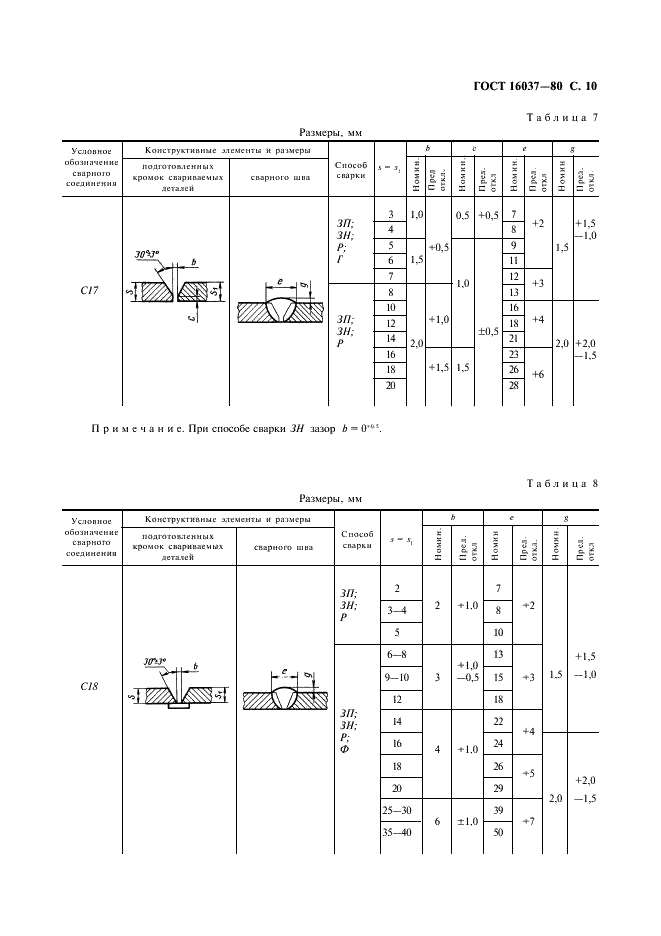 ГОСТ 16037—80 С. 10
Таблица 7
Размеры, мм
Условное обозначение сварного соединения
Конструктивные элементы и размеры
подготовленных кромок свариваемых деталей
сварного шва
Способ сварки
s = s1
b c e g
Номин. Пред. откл. Номин. Пред. откл Номин. Пред. откл Номин. Пред. откл.
С17
30°±3° b S S1 c
e g
ЗП;
ЗН;
Р;
Г
ЗП;
ЗН;
Р
3 1,0 0,5 +0,5 7 +2 1,5 +1,5 —1,0
4 8
5 1,5 +0,5 1,0 ±0,5 9
6 11
7 12 +3
8 2,0 +1,0 13
10 16 +4 2,0 +2,0 —1,5
12 18
14 21
16 +1,5 1,5 23 +6
18 26
20 28
Примечание. При способе сварки ЗН зазор b = 0+0,5.
Таблица 8
Размеры, мм
Условное обозначение сварного соединения
Конструктивные элементы и размеры
подготовленных кромок свариваемых деталей
сварного шва
Способ сварки
s = s1
b e g
Номин. Пред. откл Номин Пред. откл. Номин Пред. откл.
С18
30°±3° b S S1
e g
ЗП;
ЗН;
Р
ЗП;
ЗН;
Р;
Ф
2 2 +1,0 7 +2 1,5 +1,5 —1,0
3—4 8
5 10
6—8 3 +1,0 —0,5 13 +3
9—10 15
12 18
14 4 +1,0 22 +4
16 24 2,0 +2,0 —1,5
18 26 +5
20 29
25—30 6 ±1,0 39 +7
35—40 50